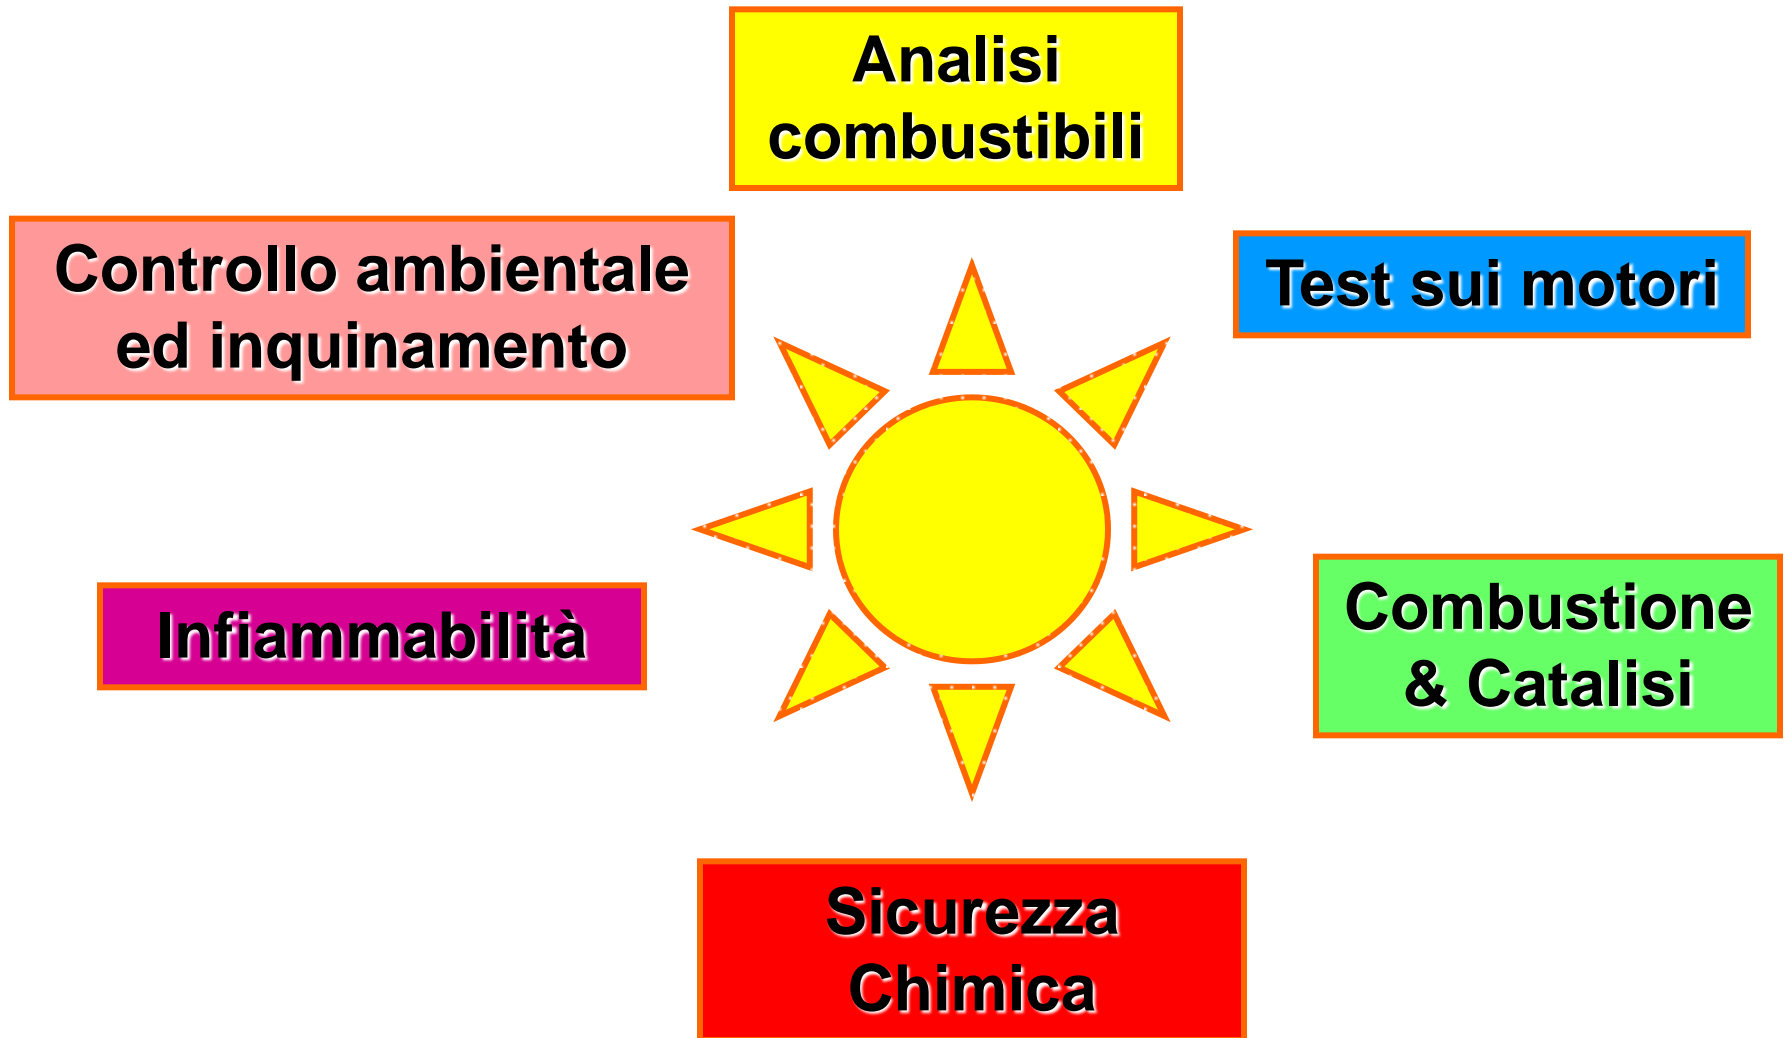 Analisi
combustibili
Controllo ambientale
ed inquinamento
Test sui motori
Infiammabilità
Combustione
& Catalisi
Sicurezza
Chimica